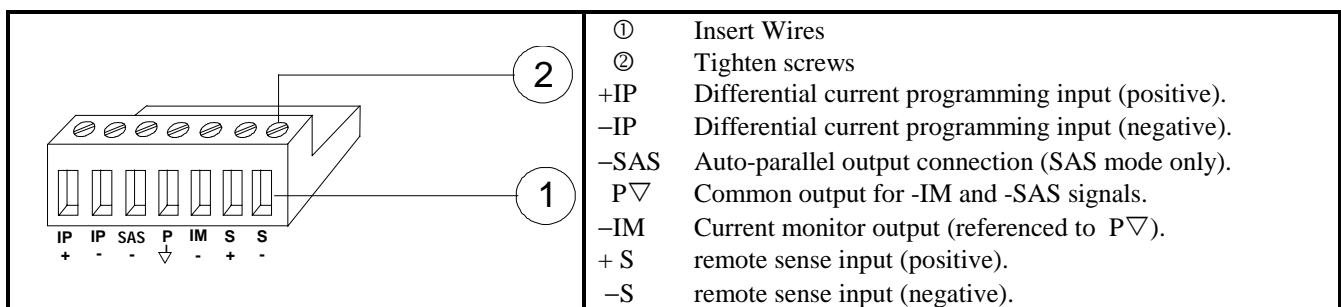 2
1
IP IP SAS P IM S S
+ - - - + -
① Insert Wires
② Tighten screws
+IP Differential current programming input (positive).
−IP Differential current programming input (negative).
−SAS Auto-parallel output connection (SAS mode only).
P▽ Common output for -IM and -SAS signals.
−IM Current monitor output (referenced to P▽).
+ S remote sense input (positive).
−S remote sense input (negative).